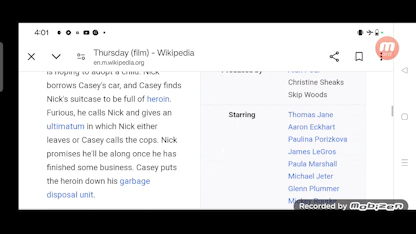 4:01
Thursday (film) - Wikipedia
en.m.wikipedia.org
is hoping to adopt a child. Nick
borrows Casey's car, and Casey finds
Nick's suitcase to be full of heroin.
Furious, he calls Nick and gives an
ultimatum in which Nick either
leaves or Casey calls the cops. Nick
promises he'll be along once he has
finished some business. Casey puts
the heroin down his garbage
disposal unit.
Christine Sheaks
Skip Woods
Starring
Thomas Jane
Aaron Eckhart
Paulina Porizkova
James LeGros
Paula Marshall
Michael Jeter
Glenn Plummer
Recorded by Mobizen